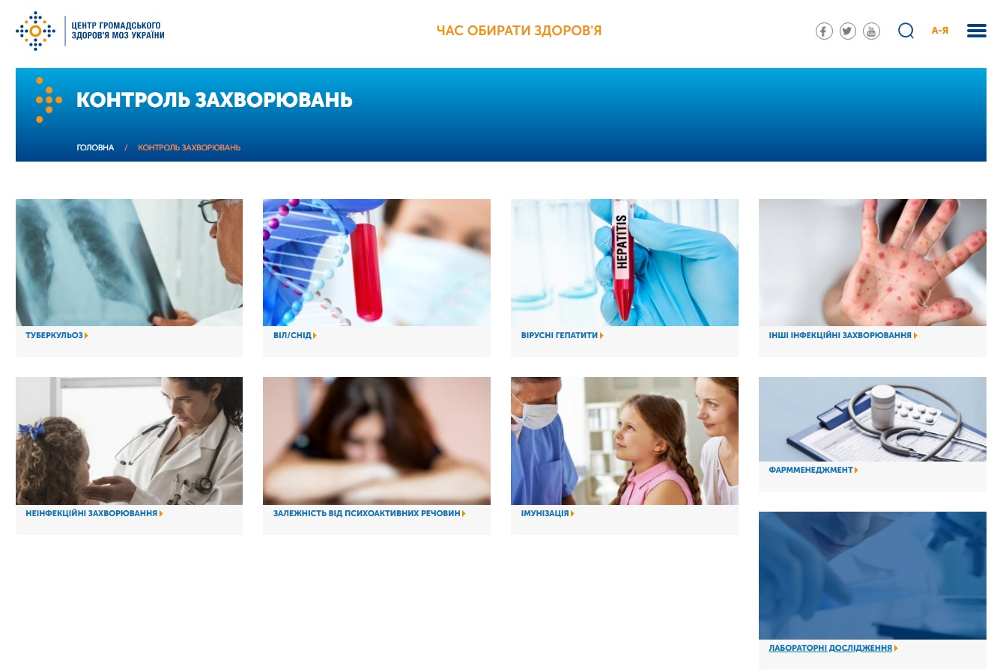 ЦЕНТР ГРОМАДСЬКОГО
ЗДОРОВ'Я МОЗ УКРАЇНИ
ЧАС ОБИРАТИ ЗДОРОВ'Я
А-Я
КОНТРОЛЬ ЗАХВОРЮВАНЬ
ГОЛОВНА / КОНТРОЛЬ ЗАХВОРЮВАНЬ
HEPATITIS
ТУБЕРКУЛЬОЗ
ВІЛ/СНІД
ВІРУСНІ ГЕПАТИТИ
ІНШІ ІНФЕКЦІЙНІ ЗАХВОРЮВАННЯ
НЕІНФЕКЦІЙНІ ЗАХВОРЮВАННЯ
ЗАЛЕЖНІСТЬ ВІД ПСИХОАКТИВНИХ РЕЧОВИН
ІМУНІЗАЦІЯ
ФАРММЕНЕДЖМЕНТ
ЛАБОРАТОРНІ ДОСЛІДЖЕННЯ